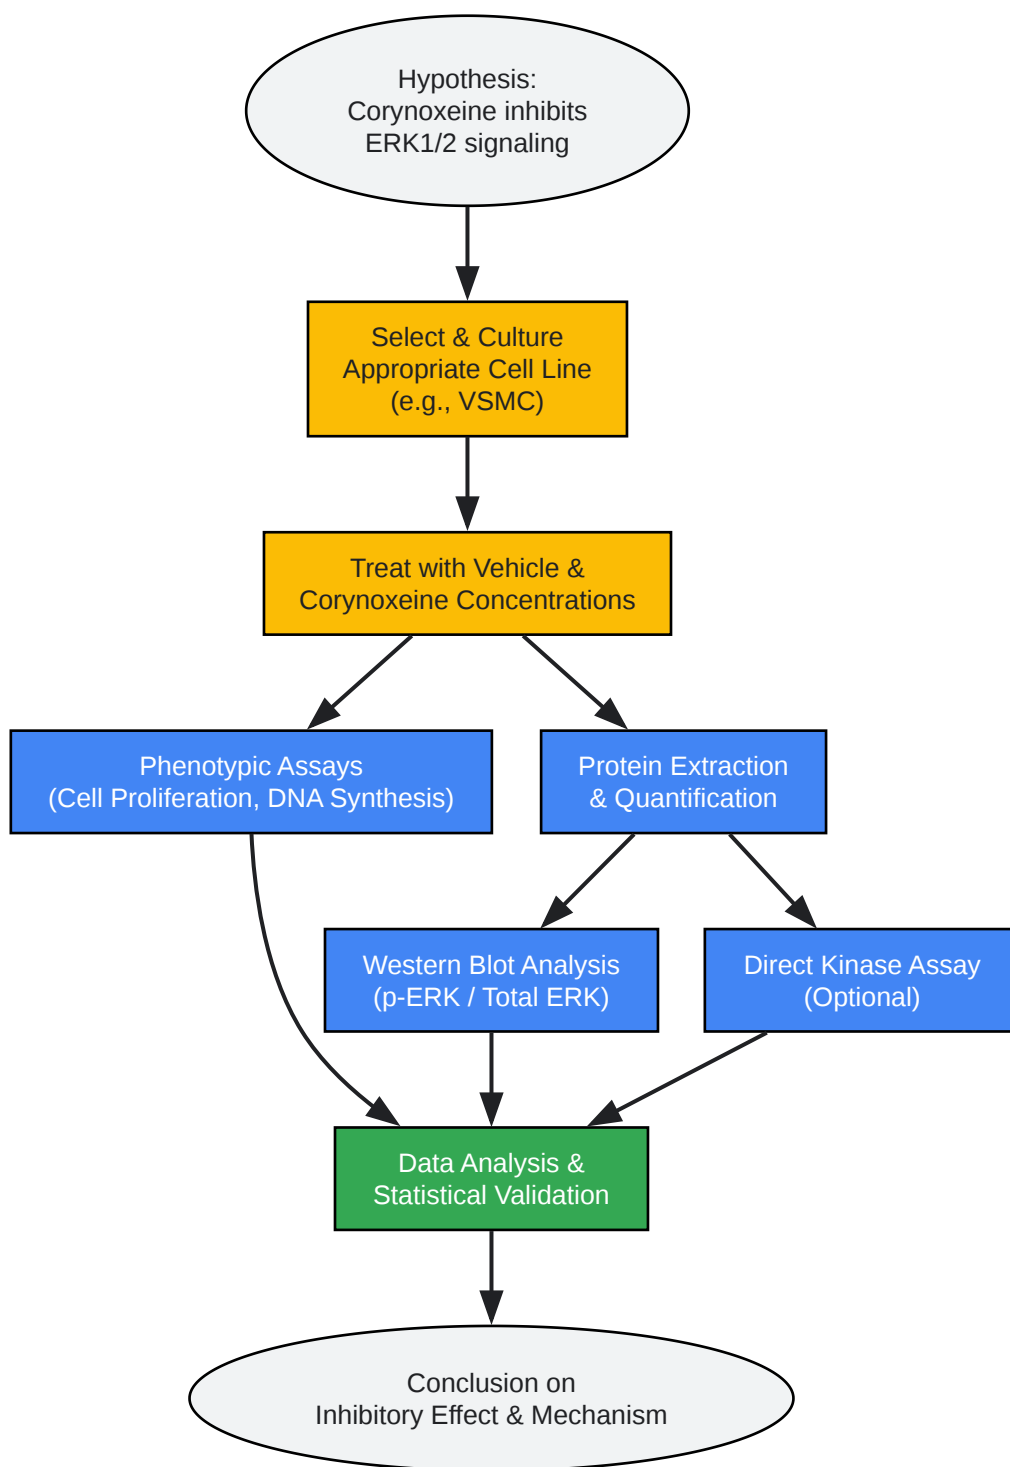 Hypothesis:
Corynoxeine inhibits
ERK1/2 signaling
Select & Culture
Appropriate Cell Line
(e.g., VSMC)
Treat with Vehicle &
Corynoxeine Concentrations
Phenotypic Assays
(Cell Proliferation, DNA Synthesis)
Protein Extraction
& Quantification
Western Blot Analysis
(p-ERK / Total ERK)
Direct Kinase Assay
(Optional)
Data Analysis &
Statistical Validation
Conclusion on
Inhibitory Effect & Mechanism